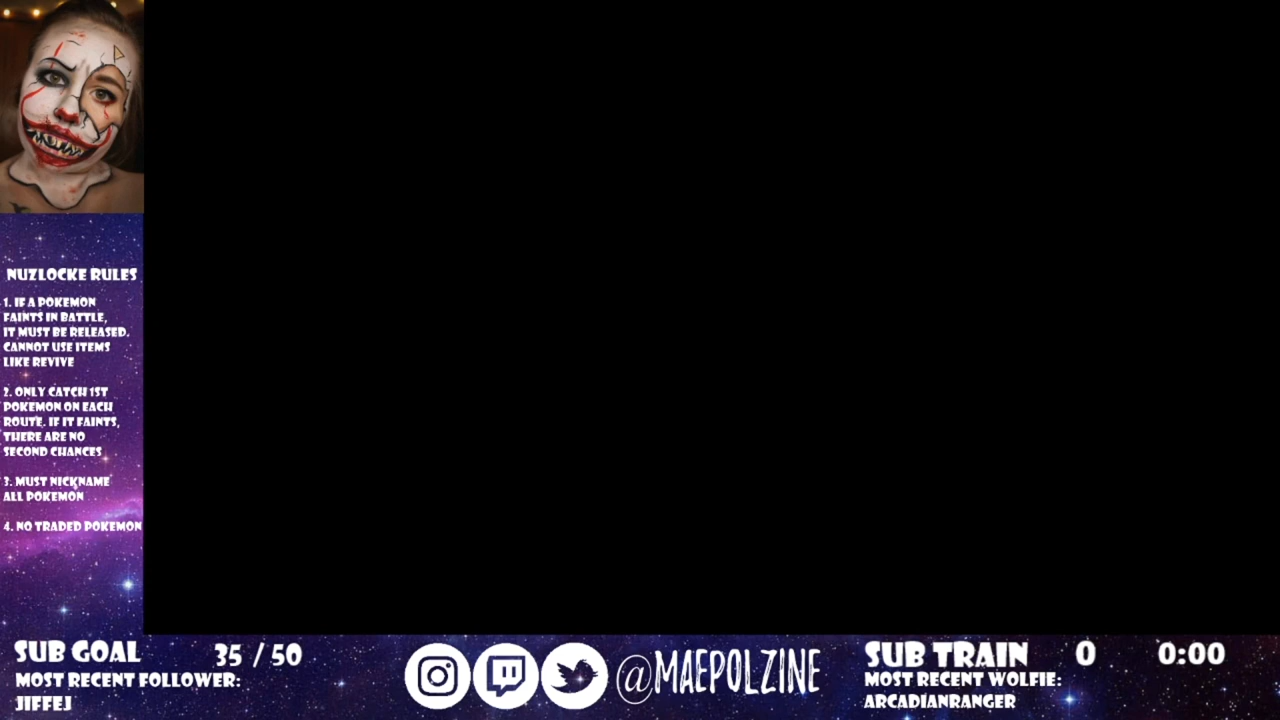 NUZLOCKE RULES
1. IF A POKEMON
FAINTS IN BATTLE,
IT MUST BE RELEASED.
CANNOT USE ITEMS
LIKE REVIVE
2. ONLY CATCH 1ST
POKEMON ON EACH
ROUTE. IF IT FAINTS,
THERE ARE NO
SECOND CHANCES
3. MUST NICKNAME
ALL POKEMON
4. NO TRADED POKEMON
SUB GOAL 35 / 50
MOST RECENT FOLLOWER:
JIFFEJ
@MAEPOLZINE
SUB TRAIN 0 0:00
MOST RECENT WOLFIE:
ARCADIANRANGER